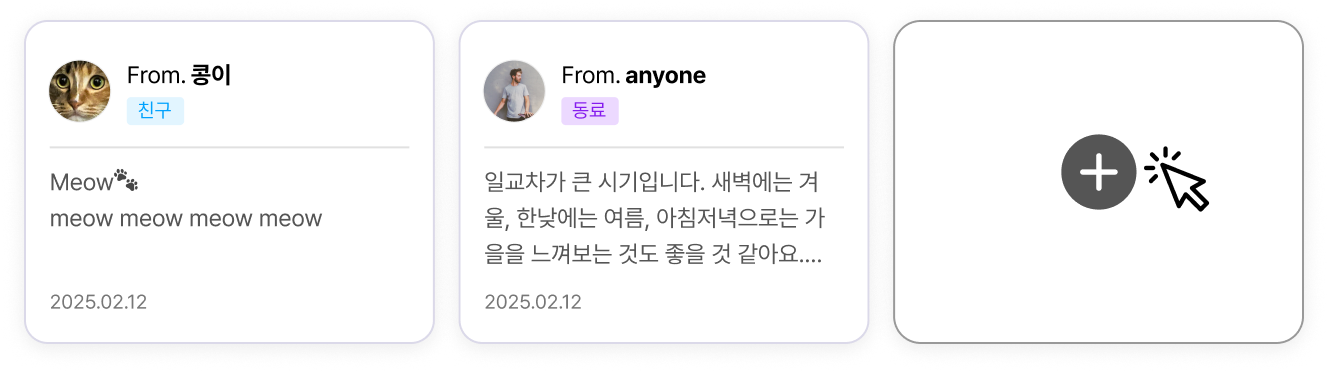 From. 콩이
친구
Meow🐾
meow meow meow meow
2025.02.12
From. anyone
동료
일교차가 큰 시기입니다. 새벽에는 겨
울, 한낮에는 여름, 아침저녁으로는 가
을을 느껴보는 것도 좋을 것 같아요....
2025.02.12